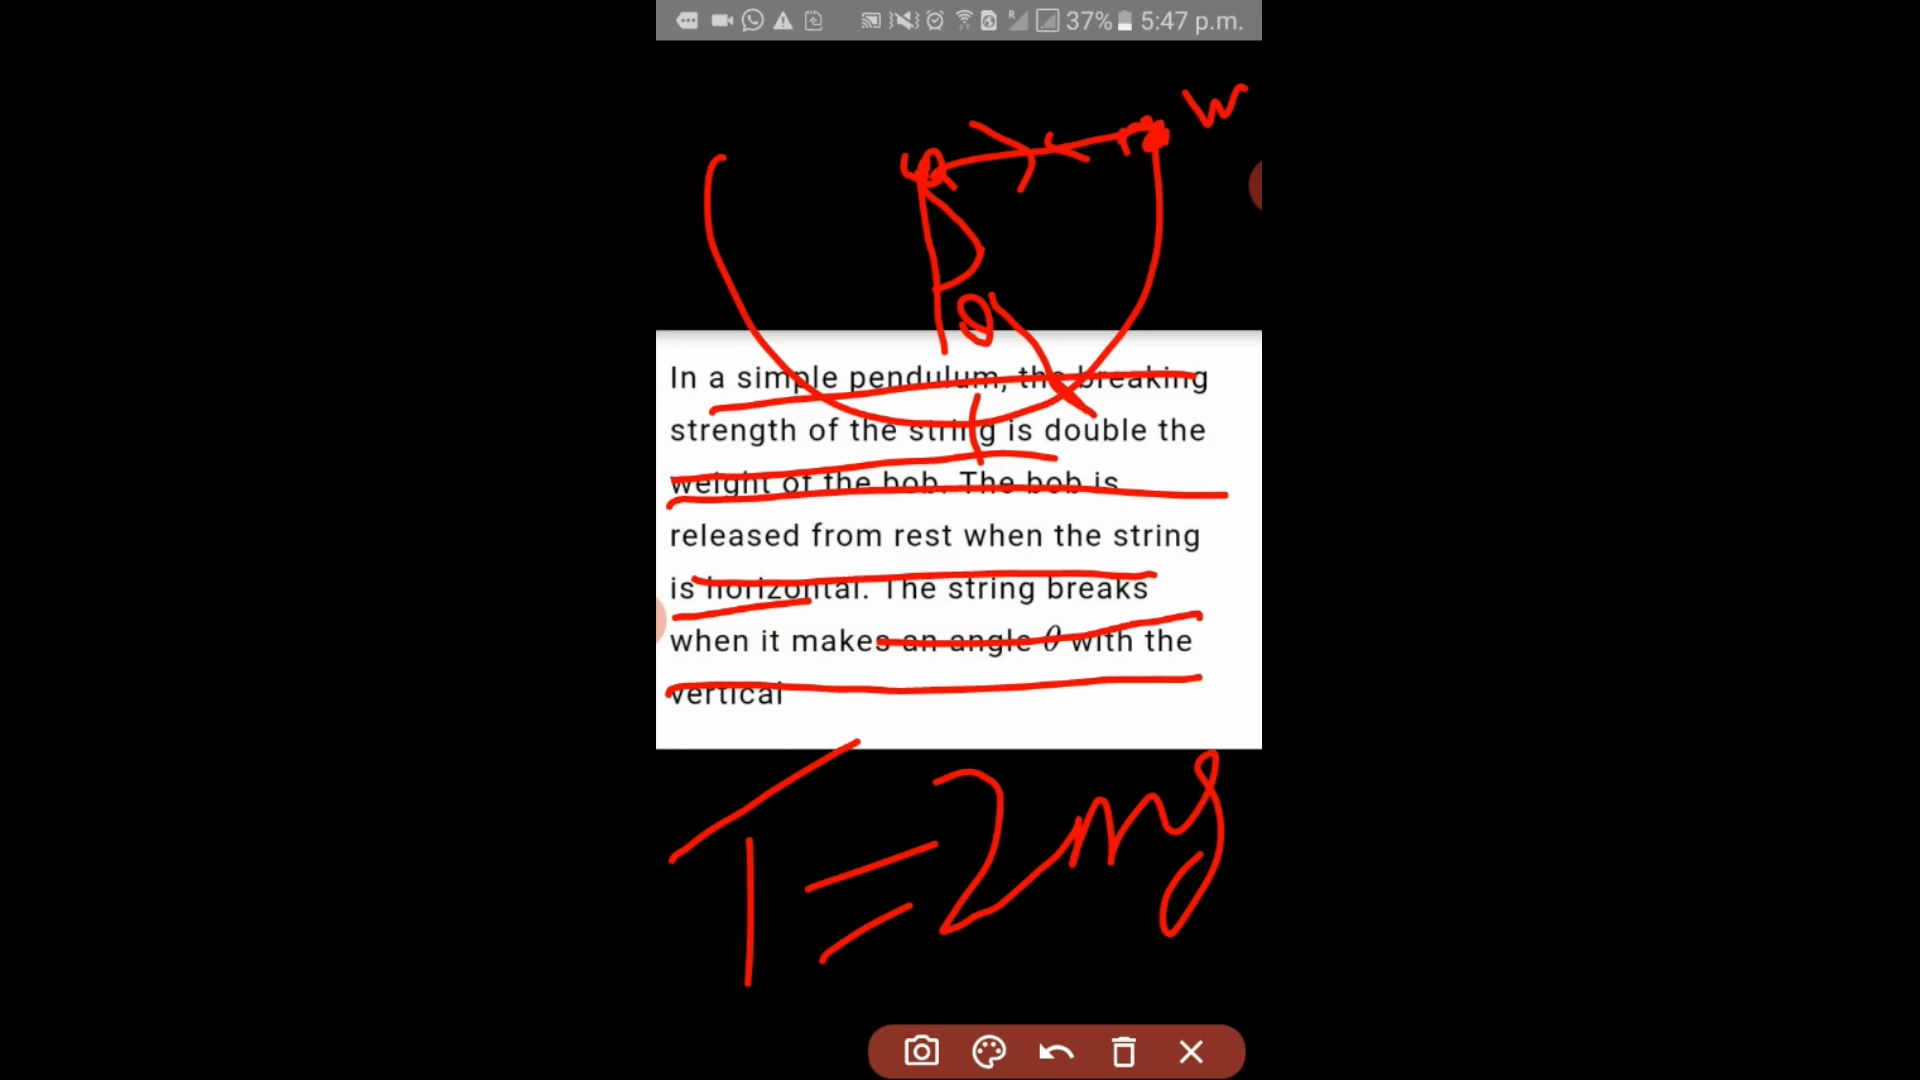 37% 5:47 p.m.
W
θ
In a simple pendulum, the breaking
strength of the string is double the
weight of the bob. The bob is
released from rest when the string
is horizontal. The string breaks
when it makes an angle θ with the
vertical
T=2mg